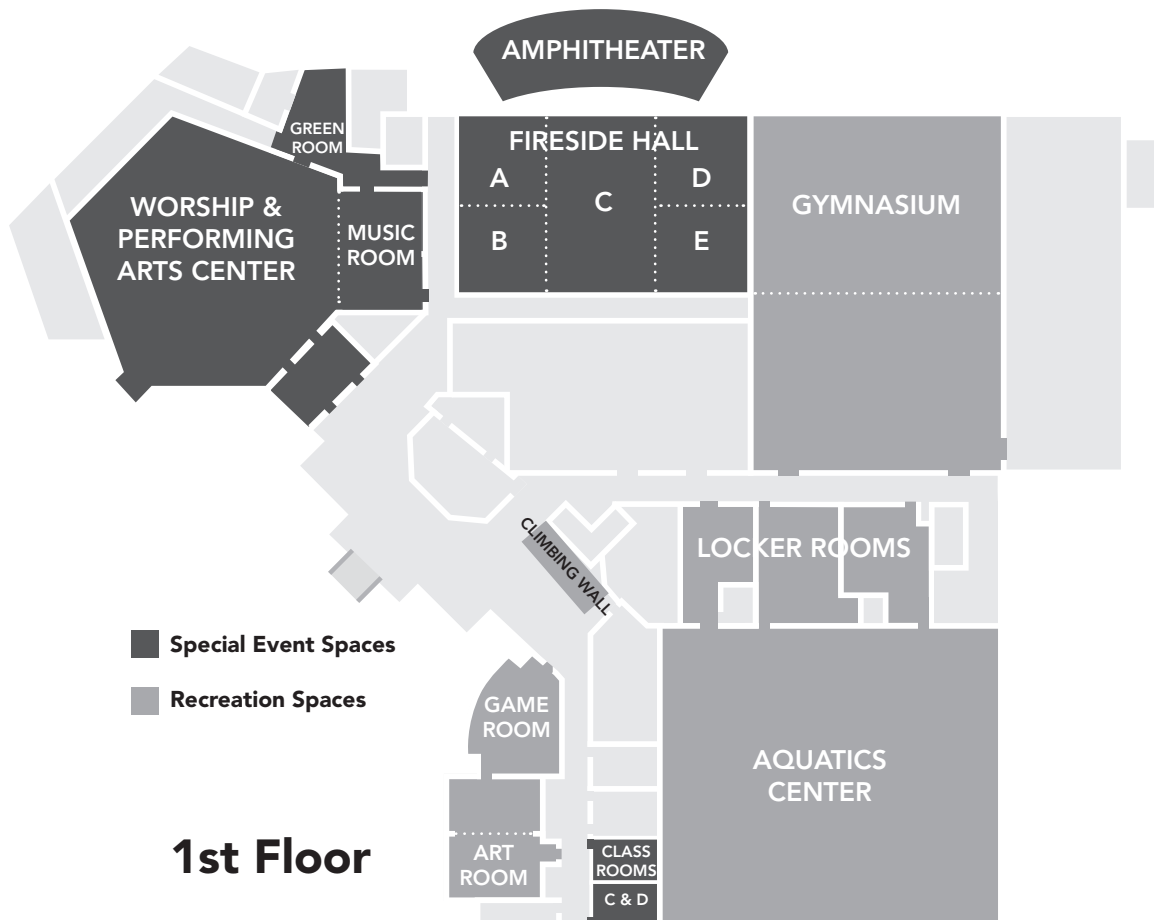 AMPHITHEATER
GREEN
ROOM
FIRESIDE HALL
A
D
C
B
E
WORSHIP &
PERFORMING
ARTS CENTER
MUSIC
ROOM
GYMNASIUM
CLIMBING WALL
LOCKER ROOMS
Special Event Spaces
Recreation Spaces
GAME
ROOM
AQUATICS
CENTER
1st Floor
ART
ROOM
CLASS
ROOMS
C & D